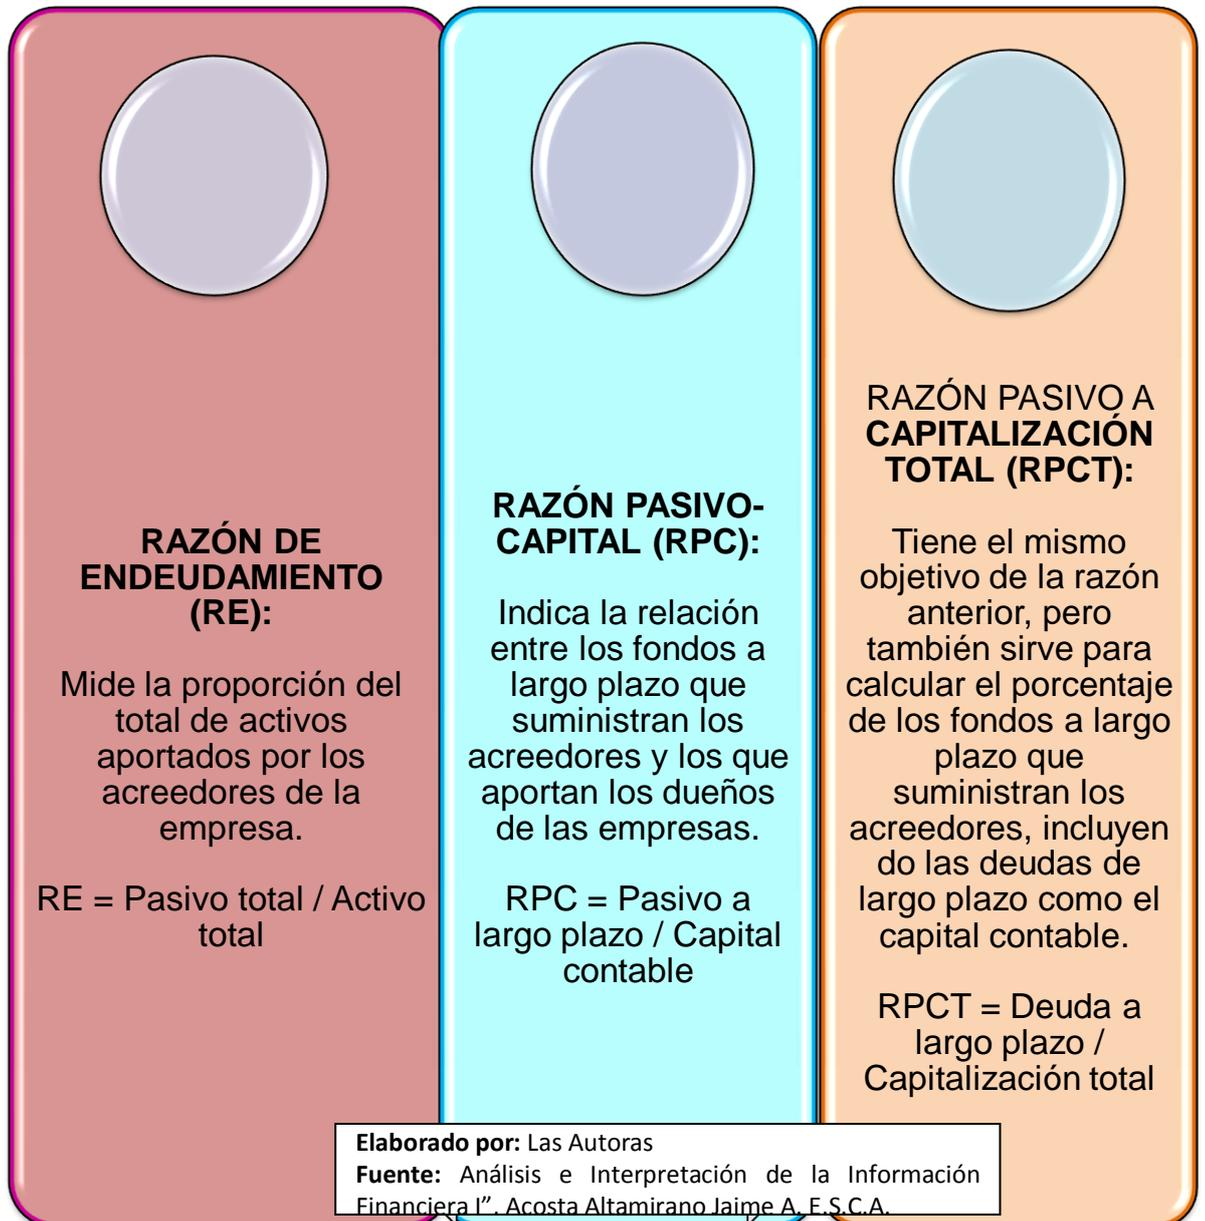 RAZÓN DE
ENDEUDAMIENTO
(RE):
Mide la proporción del
total de activos
aportados por los
acreedores de la
empresa.
RE = Pasivo total / Activo
total
RAZÓN PASIVO-
CAPITAL (RPC):
Indica la relación
entre los fondos a
largo plazo que
suministran los
acreedores y los que
aportan los dueños
de las empresas.
RPC = Pasivo a
largo plazo / Capital
contable
RAZÓN PASIVO A
CAPITALIZACIÓN
TOTAL (RPCT):
Tiene el mismo
objetivo de la razón
anterior, pero
también sirve para
calcular el porcentaje
de los fondos a largo
plazo que
suministran los
acreedores, incluyen
do las deudas de
largo plazo como el
capital contable.
RPCT = Deuda a
largo plazo /
Capitalización total
Elaborado por: Las Autoras
Fuente: Análisis e Interpretación de la Información
Financiera I”. Acosta Altamirano Jaime A. E.S.C.A.